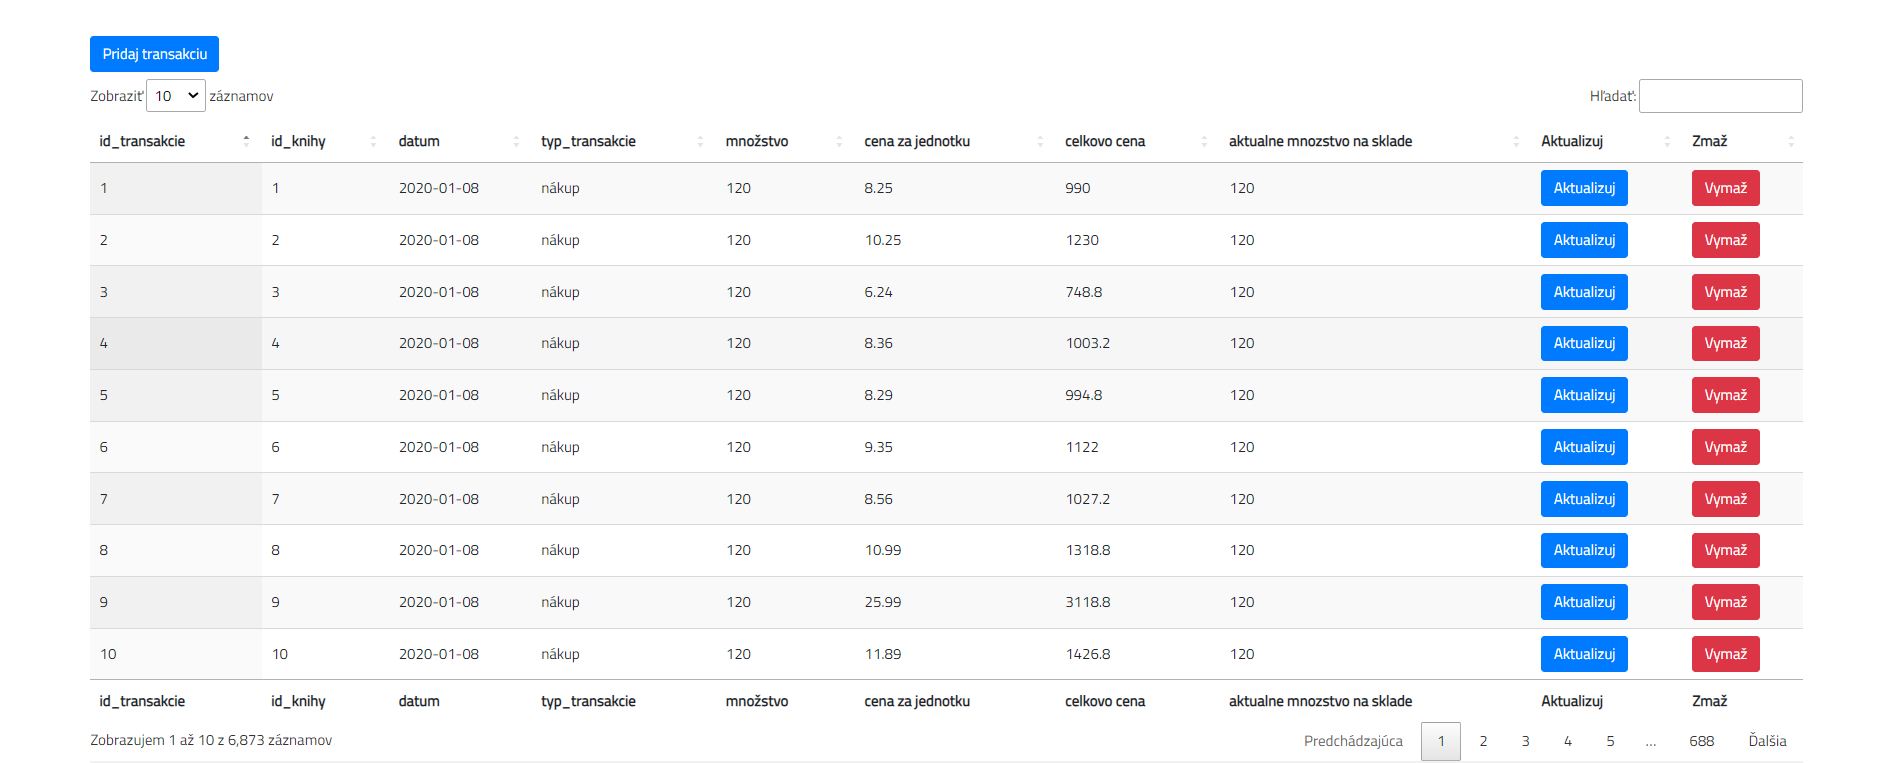 Pridaj transakciu
Zobraziť 10 záznamov Hľadať:
id_transakcie id_knihy datum typ_transakcie množstvo cena za jednotku celkovo cena aktualne mnozstvo na sklade Aktualizuj Zmaž
1 1 2020-01-08 nákup 120 8.25 990 120 Aktualizuj Vymaž
2 2 2020-01-08 nákup 120 10.25 1230 120 Aktualizuj Vymaž
3 3 2020-01-08 nákup 120 6.24 748.8 120 Aktualizuj Vymaž
4 4 2020-01-08 nákup 120 8.36 1003.2 120 Aktualizuj Vymaž
5 5 2020-01-08 nákup 120 8.29 994.8 120 Aktualizuj Vymaž
6 6 2020-01-08 nákup 120 9.35 1122 120 Aktualizuj Vymaž
7 7 2020-01-08 nákup 120 8.56 1027.2 120 Aktualizuj Vymaž
8 8 2020-01-08 nákup 120 10.99 1318.8 120 Aktualizuj Vymaž
9 9 2020-01-08 nákup 120 25.99 3118.8 120 Aktualizuj Vymaž
10 10 2020-01-08 nákup 120 11.89 1426.8 120 Aktualizuj Vymaž
id_transakcie id_knihy datum typ_transakcie množstvo cena za jednotku celkovo cena aktualne mnozstvo na sklade Aktualizuj Zmaž
Zobrazujem 1 až 10 z 6,873 záznamov Predchádzajúca 1 2 3 4 5 … 688 Ďalšia